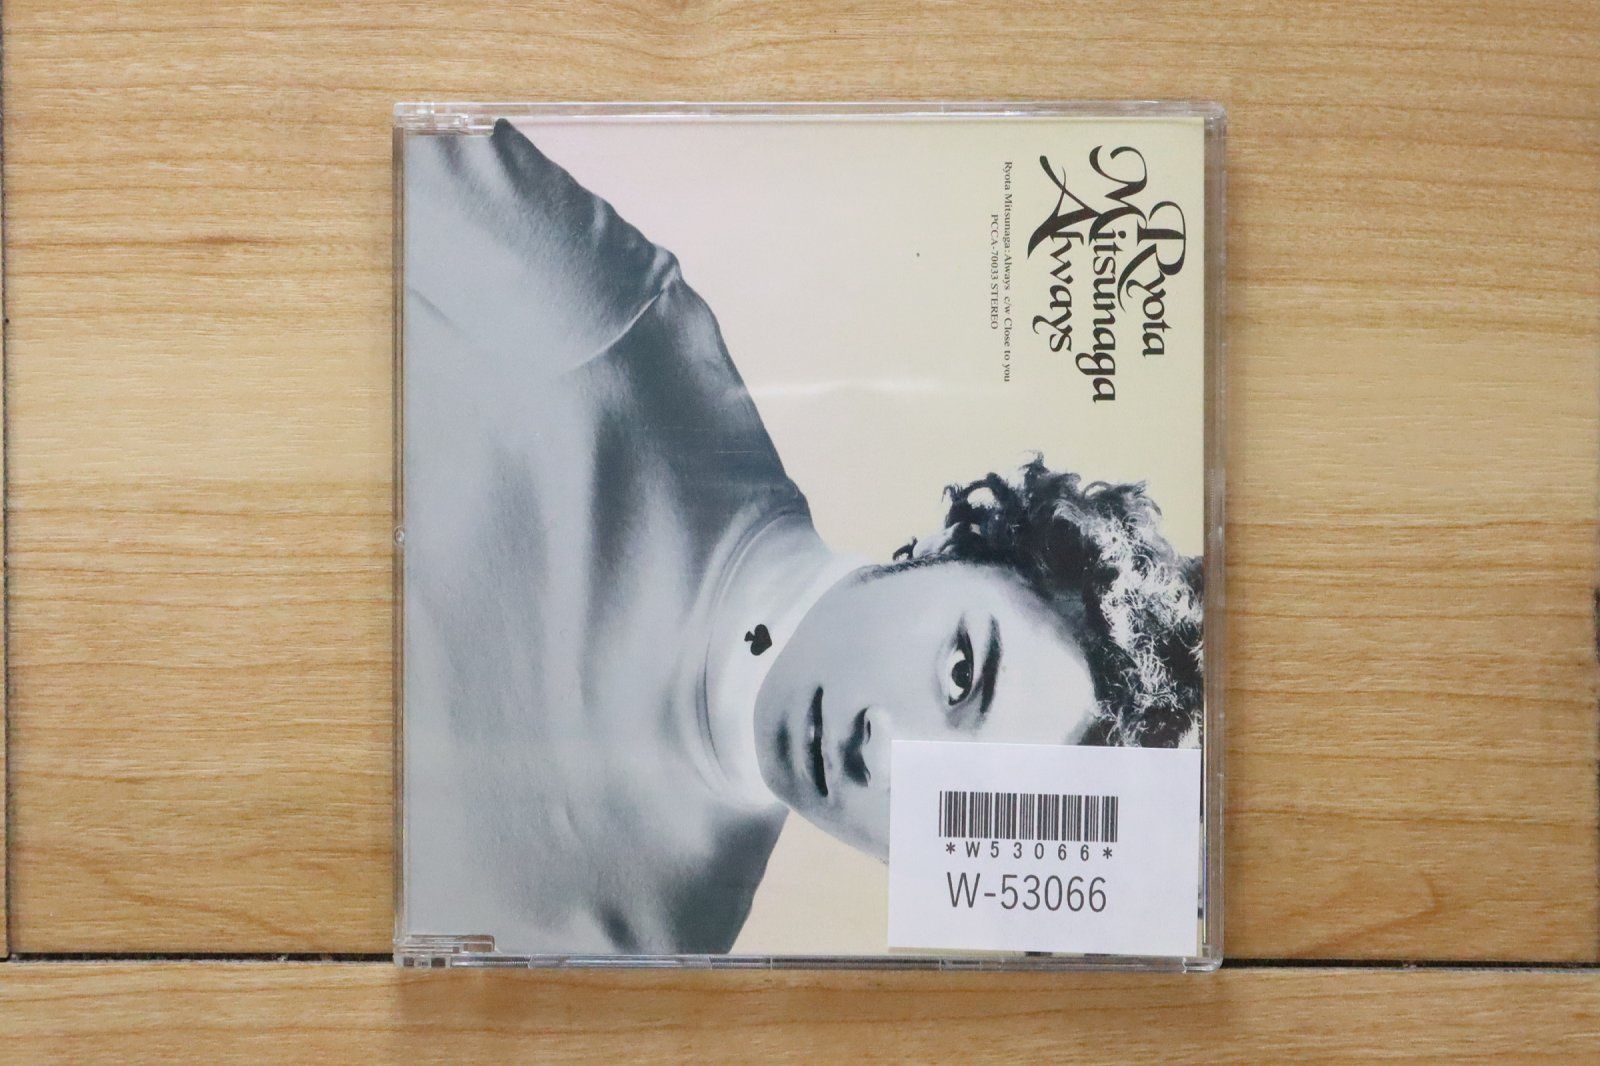 Ryota
Mitsunaga
Always
Ryota Mitsunaga : Always c/w Close to you
PCCA-70033 STEREO
*W53066*
W-53066